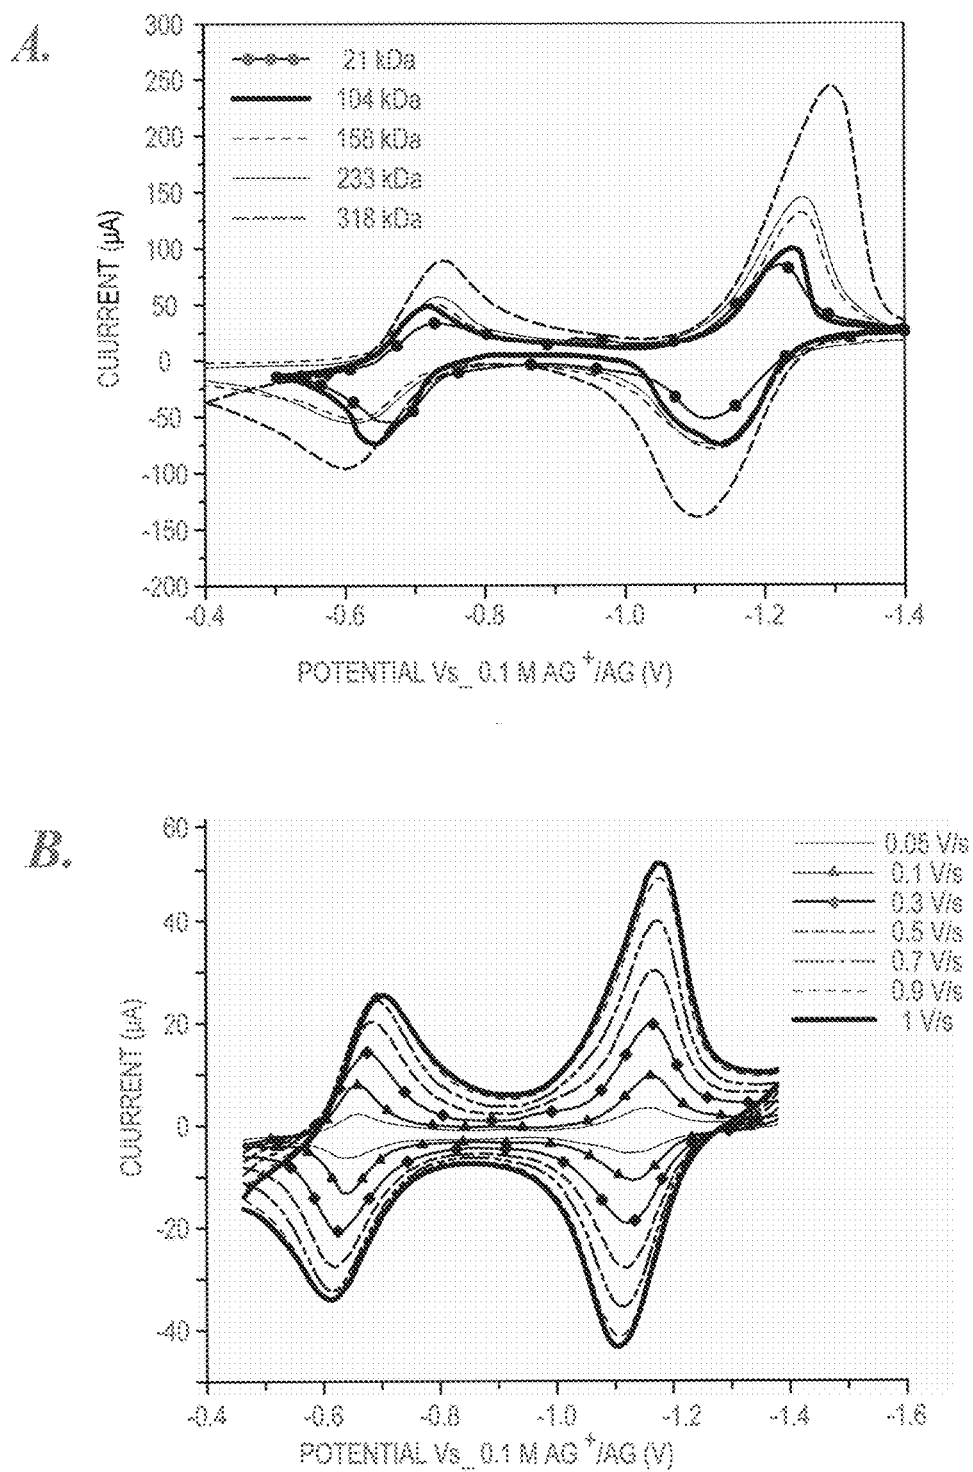 A.
300
250
200
150
100
50
0
-50
-100
-150
-200
CUURRENT (µA)
21 kDa
104 kDa
156 kDa
233 kDa
318 kDa
-0.4 -0.6 -0.8 -1.0 -1.2 -1.4
POTENTIAL Vs_ 0.1 M AG +/AG (V)
B.
60
40
20
0
-20
-40
CUURRENT (µA)
0.05 V/s
0.1 V/s
0.3 V/s
0.5 V/s
0.7 V/s
0.9 V/s
1 V/s
-0.4 -0.6 -0.8 -1.0 -1.2 -1.4 -1.6
POTENTIAL Vs_ 0.1 M AG +/AG (V)